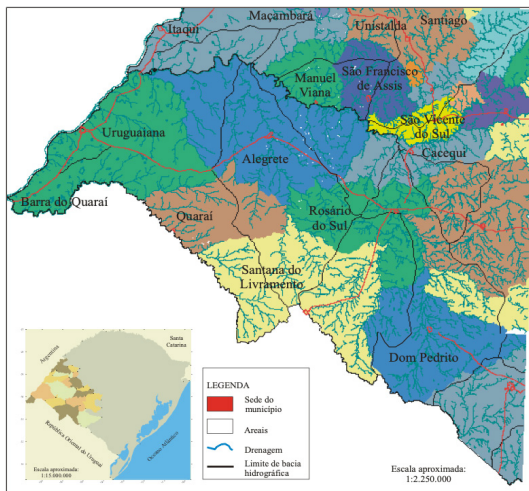 Maçambará
Itaqui
Unistalda
Santiago
Manuel
Viana
São Francisco
de Assis
São Vicente
do Sul
Uruguaiana
Alegrete
Cacequi
Barra do Quaraí
Quaraí
Rosário
do Sul
Santana do
Livramento
Dom Pedrito
Argentina
Santa
Catarina
República Oriental do Uruguai
Oceano Atlântico
Escala aproximada:
1:15.000.000
LEGENDA
Sede do
município
Areais
Drenagem
Limite de bacia
hidrográfica
Escala aproximada:
1:2.250.000